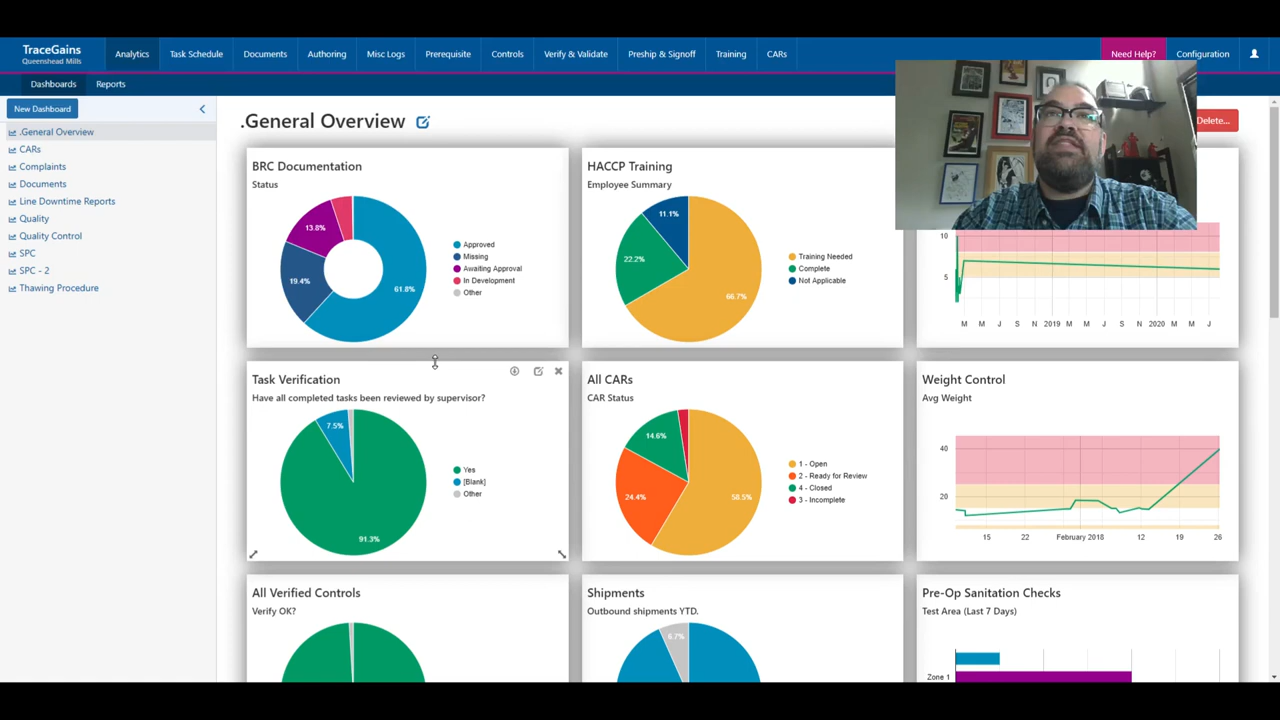 TraceGains
Queenshead Mills
Analytics
Task Schedule
Documents
Authoring
Misc Logs
Prerequisite
Controls
Verify & Validate
Preship & Signoff
Training
CARs
Need Help?
Configuration
Dashboards
Reports
New Dashboard
.General Overview
CARs
Complaints
Documents
Line Downtime Reports
Quality
Quality Control
SPC
SPC - 2
Thawing Procedure
.General Overview
Delete...
BRC Documentation
Status
13.8%
19.4%
61.8%
Approved
Missing
Awaiting Approval
In Development
Other
HACCP Training
Employee Summary
11.1%
22.2%
66.7%
Training Needed
Complete
Not Applicable
10
5
M M J S N 2019 M M J S N 2020 M M J
Task Verification
Have all completed tasks been reviewed by supervisor?
7.5%
91.3%
Yes
[Blank]
Other
All CARs
CAR Status
14.6%
24.4%
58.5%
1 - Open
2 - Ready for Review
4 - Closed
3 - Incomplete
Weight Control
Avg Weight
40
20
15 22 February 2018 12 19 26
All Verified Controls
Verify OK?
Shipments
Outbound shipments YTD.
6.7%
Pre-Op Sanitation Checks
Test Area (Last 7 Days)
Zone 1